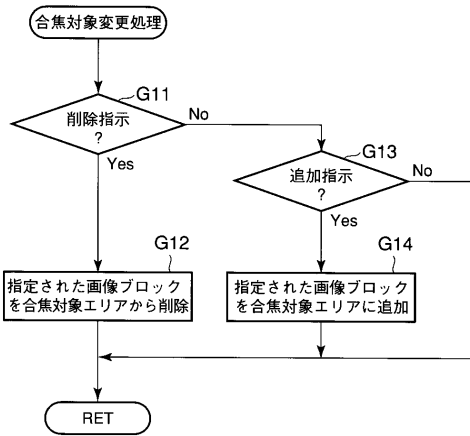 合焦対象変更処理
G11
削除指示
?
No
Yes
G13
追加指示
?
No
Yes
G12
指定された画像ブロック
を合焦対象エリアから削除
G14
指定された画像ブロック
を合焦対象エリアに追加
RET